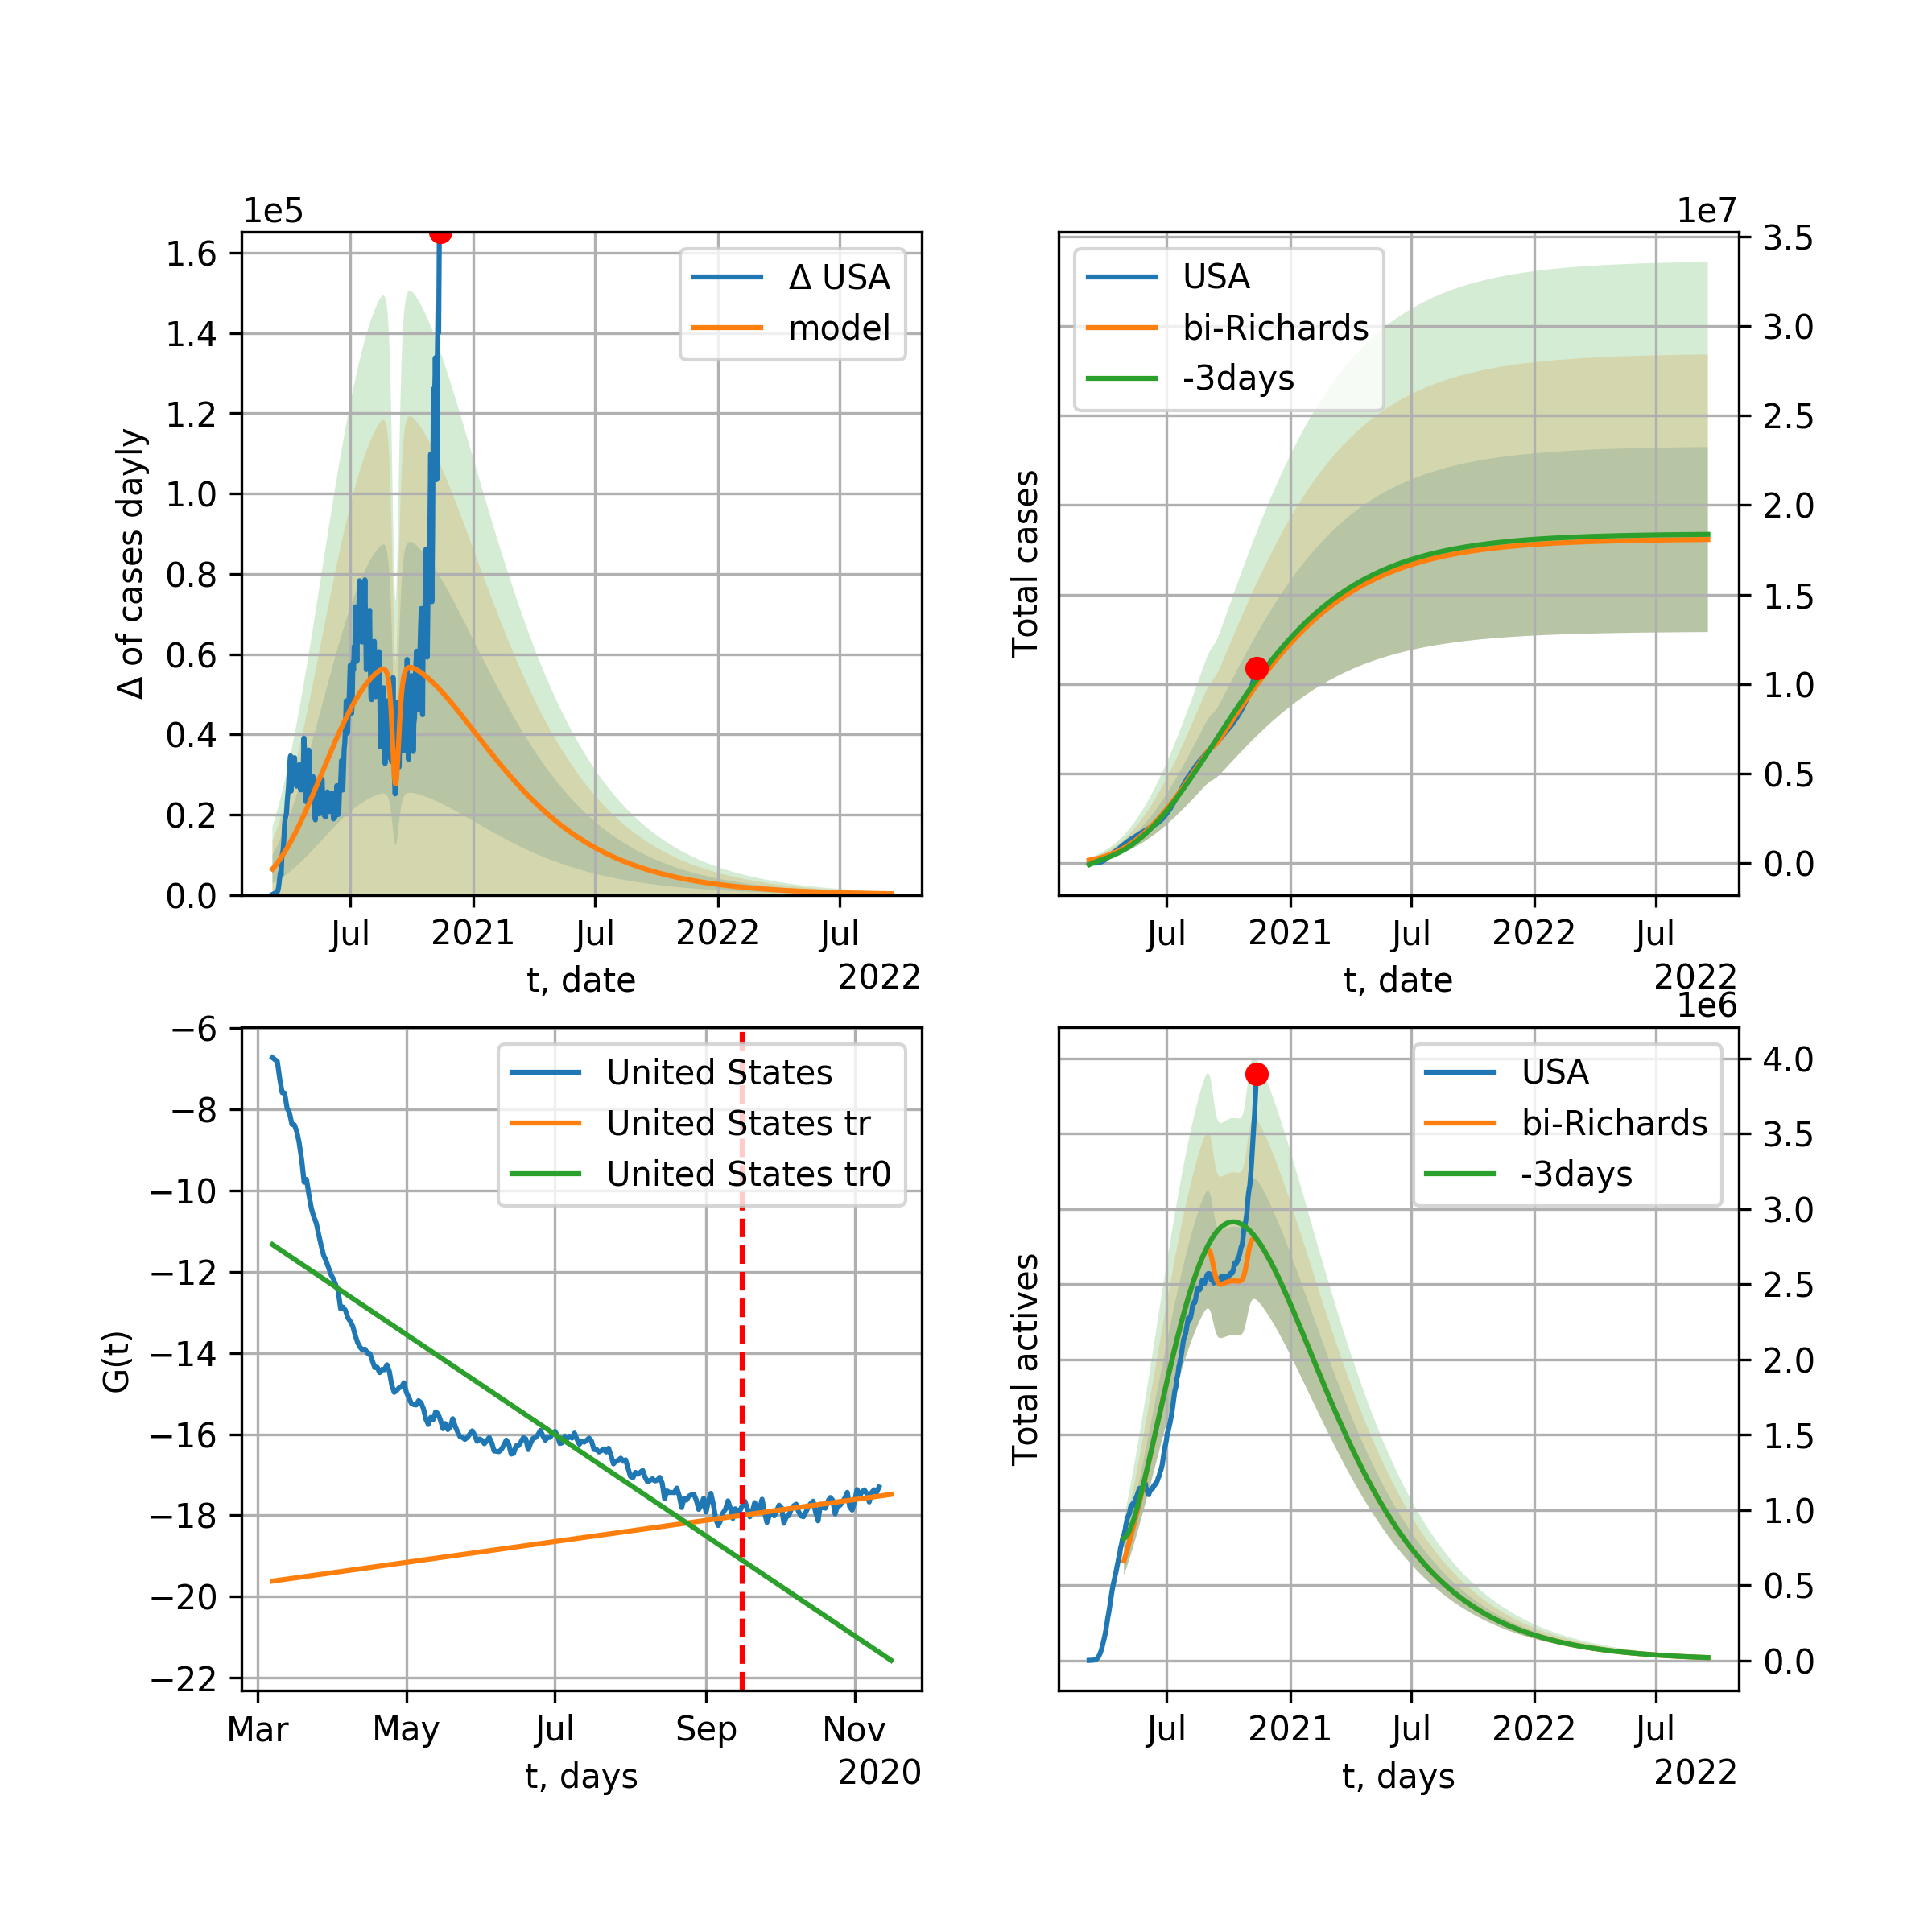 1e5
1.6
1.4
1.2
1.0
0.8
0.6
0.4
0.2
0.0
Δ of cases dayly
Δ USA
model
Jul
2021
Jul
2022
Jul
t, date
2022
1e7
3.5
3.0
2.5
2.0
1.5
1.0
0.5
0.0
Total cases
USA
bi-Richards
-3days
Jul
2021
Jul
2022
Jul
t, date
2022
−6
−8
−10
−12
−14
−16
−18
−20
−22
G(t)
United States
United States tr
United States tr0
Mar
May
Jul
Sep
Nov
t, days
2020
1e6
4.0
3.5
3.0
2.5
2.0
1.5
1.0
0.5
0.0
Total actives
USA
bi-Richards
-3days
Jul
2021
Jul
2022
Jul
t, days
2022